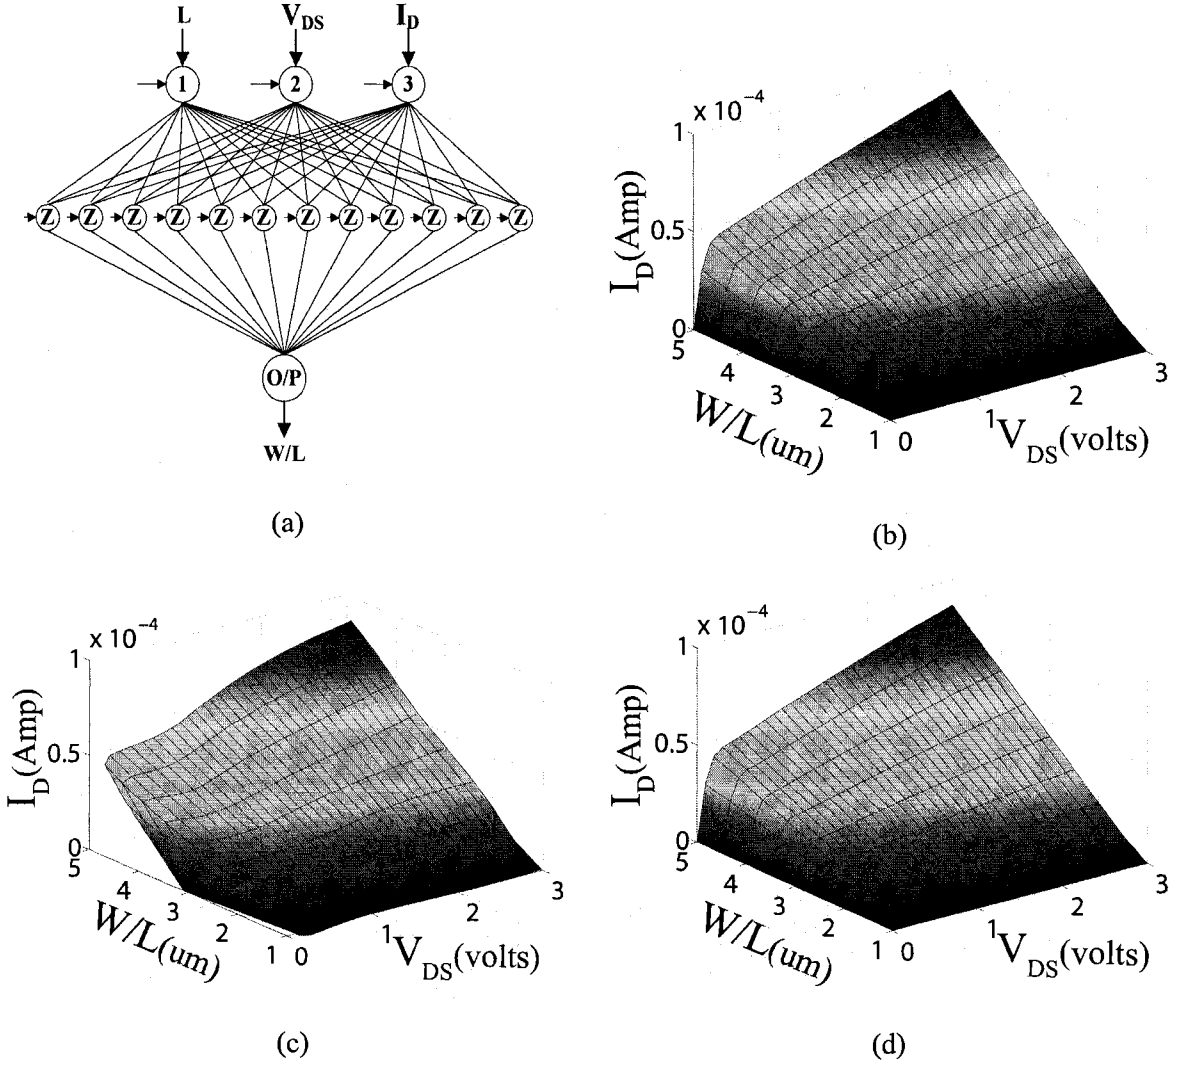 L V_DS I_D
1 2 3
Z Z Z Z Z Z Z Z Z Z Z Z
O/P
W/L
(a)
x 10^-4
1
0.5
0
I_D(Amp)
5 4 3 2 1
W/L(um)
0 1 2 3
V_DS(volts)
(b)
x 10^-4
1
0.5
0
I_D(Amp)
5 4 3 2 1
W/L(um)
0 1 2 3
V_DS(volts)
(c)
x 10^-4
1
0.5
0
I_D(Amp)
5 4 3 2 1
W/L(um)
0 1 2 3
V_DS(volts)
(d)